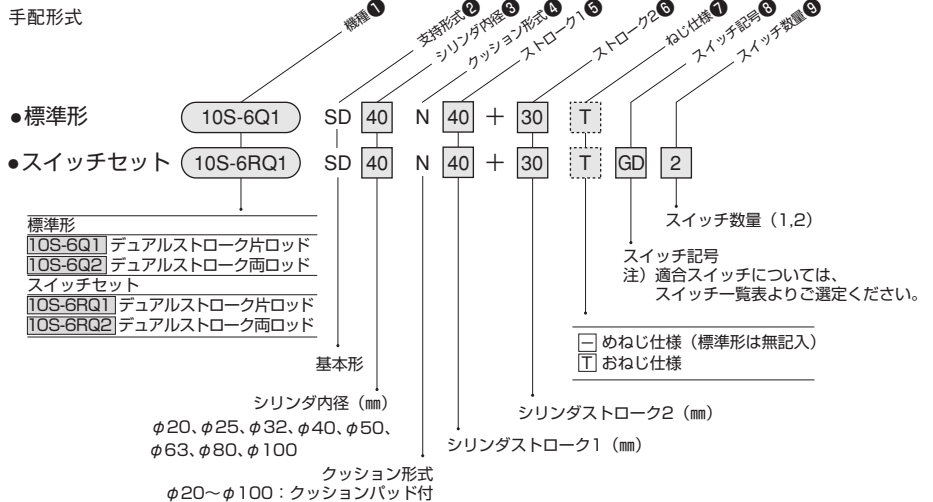 手配形式
機種❶
支持形式❷
シリンダ内径❸
クッション形式❹
ストローク1❺
ストローク2❻
ねじ仕様❼
スイッチ記号❽
スイッチ数量❾
●標準形 10S-6Q1 SD 40 N 40 + 30 T
●スイッチセット 10S-6RQ1 SD 40 N 40 + 30 T GD 2
標準形
10S-6Q1 デュアルストローク片ロッド
10S-6Q2 デュアルストローク両ロッド
スイッチセット
10S-6RQ1 デュアルストローク片ロッド
10S-6RQ2 デュアルストローク両ロッド
スイッチ数量（1,2）
スイッチ記号
注）適合スイッチについては、
スイッチ一覧表よりご選定ください。
− めねじ仕様（標準形は無記入）
T おねじ仕様
基本形
シリンダ内径（㎜）
φ20、φ25、φ32、φ40、φ50、
φ63、φ80、φ100
シリンダストローク2（㎜）
シリンダストローク1（㎜）
クッション形式
φ20〜φ100：クッションパッド付